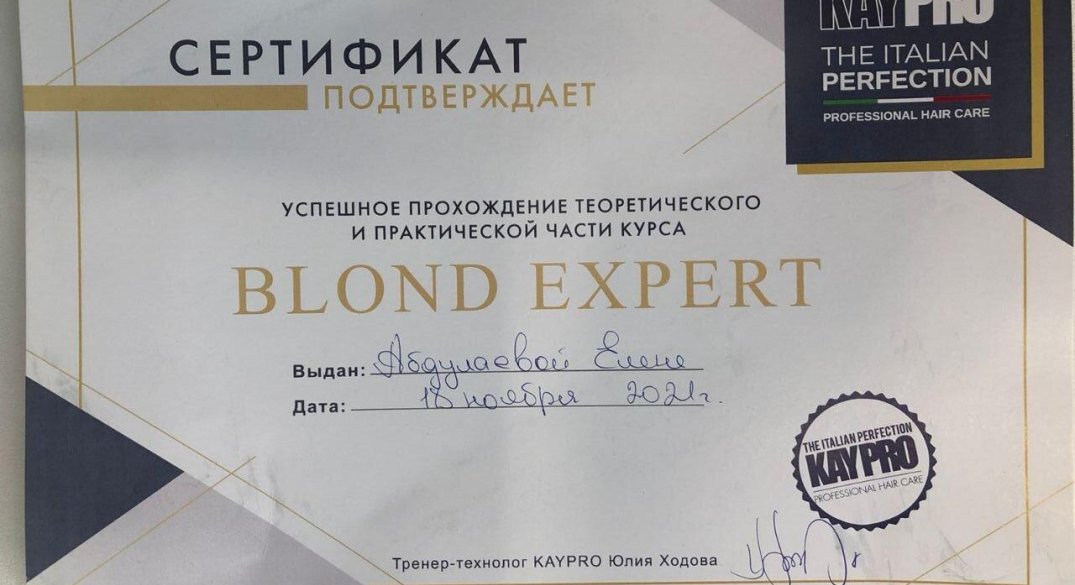 СЕРТИФИКАТ
ПОДТВЕРЖДАЕТ
KAYPRO
THE ITALIAN
PERFECTION
PROFESSIONAL HAIR CARE
УСПЕШНОЕ ПРОХОЖДЕНИЕ ТЕОРЕТИЧЕСКОГО
И ПРАКТИЧЕСКОЙ ЧАСТИ КУРСА
BLOND EXPERT
Выдан: Абдулаевой Елене
Дата: 18 ноября 2021г.
THE ITALIAN PERFECTION
KAYPRO
PROFESSIONAL HAIR CARE
Тренер-технолог KAYPRO Юлия Ходова